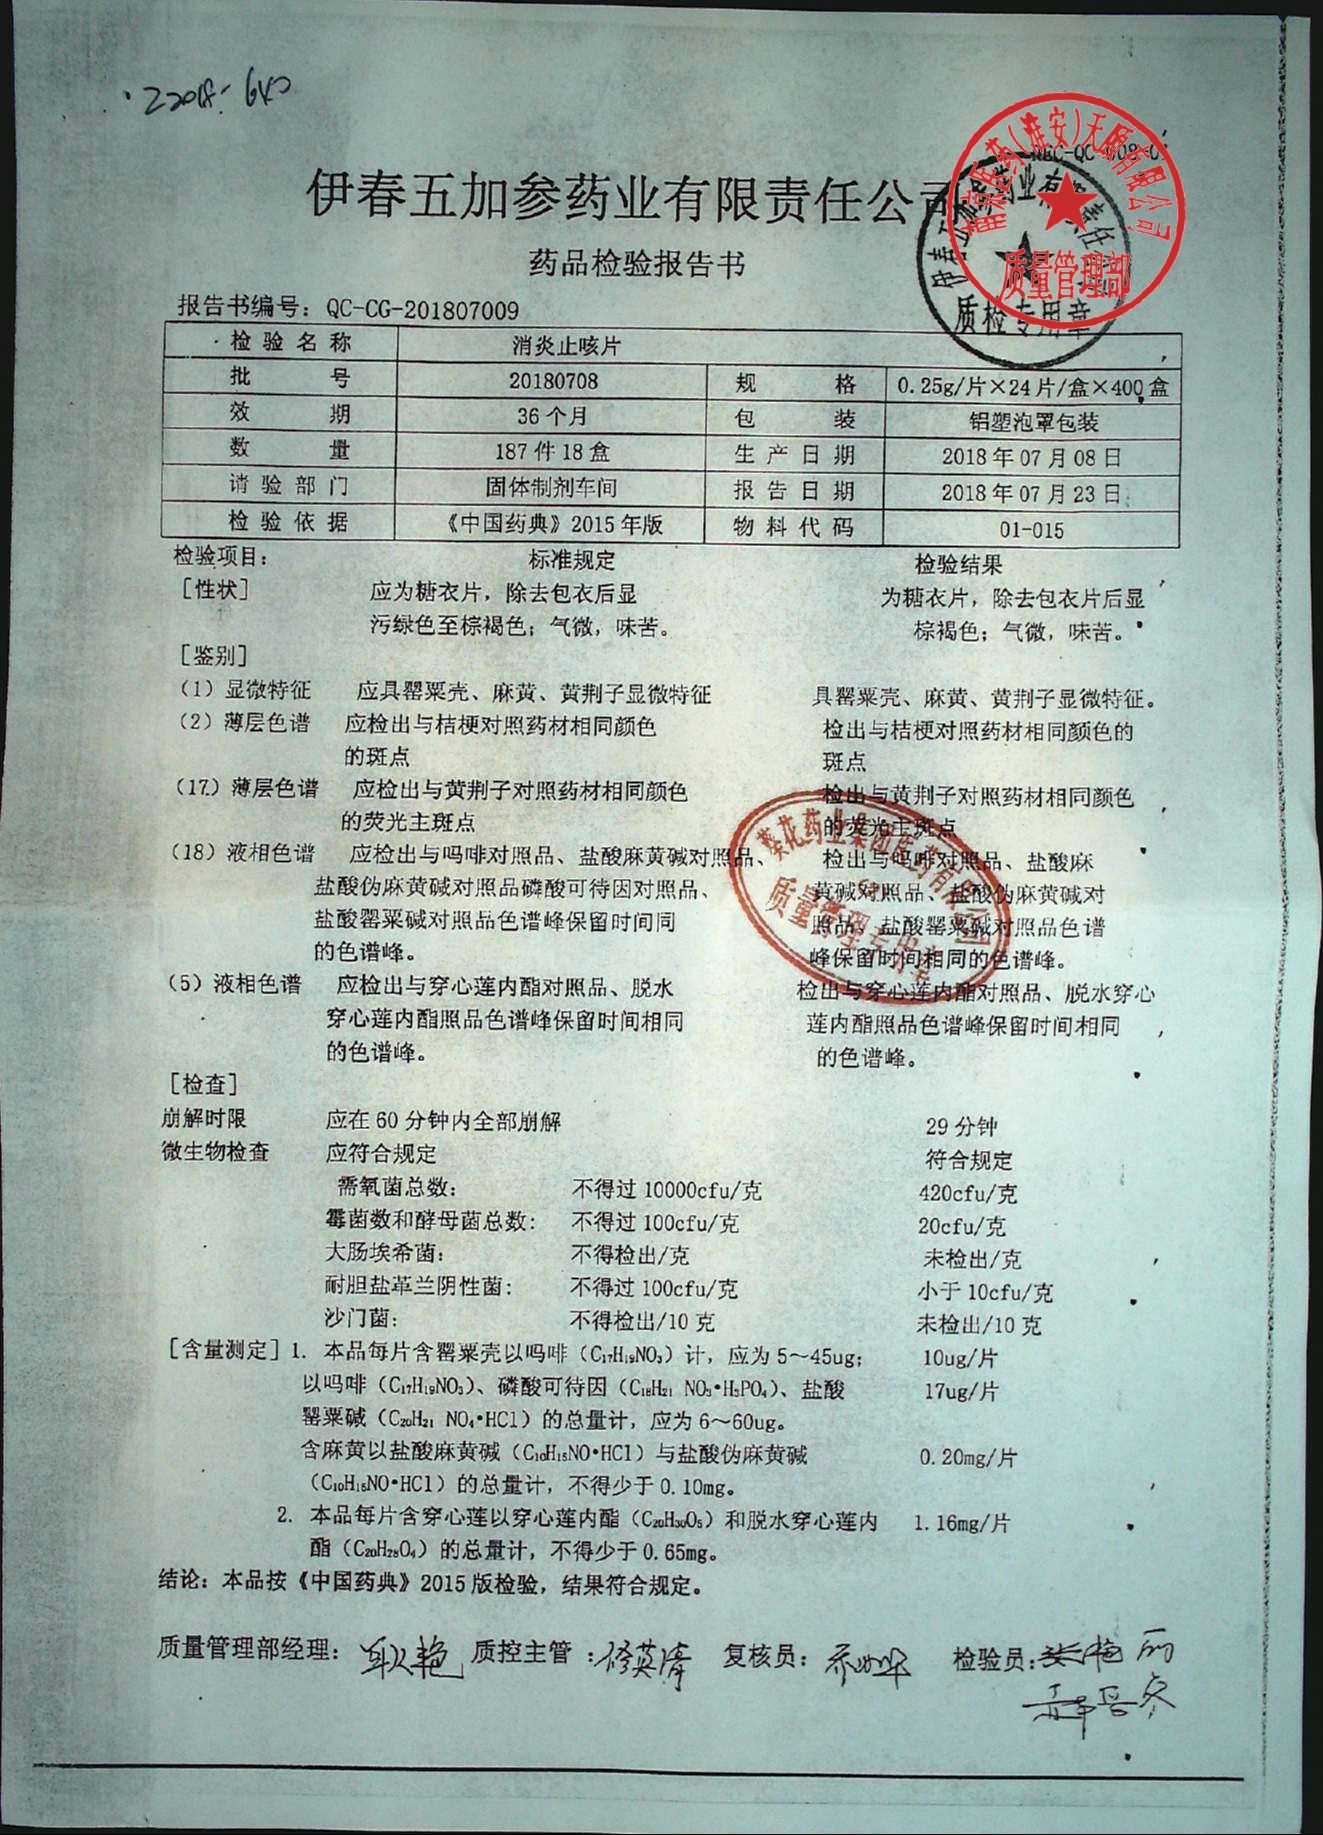 伊春五加参药业有限责任公司
药品检验报告书
报告书编号：QC-CG-201807009
检验名称 消炎止咳片
批号 20180708 规格 0.25g/片×24片/盒×400盒
效期 36个月 包装 铝塑泡罩包装
数量 187件18盒 生产日期 2018年07月08日
请验部门 固体制剂车间 报告日期 2018年07月23日
检验依据 《中国药典》2015年版 物料代码 01-015
检验项目： 标准规定 检验结果
［性状］ 应为糖衣片，除去包衣后显 为糖衣片，除去包衣片后显
污绿色至棕褐色；气微，味苦。 棕褐色；气微，味苦。
［鉴别］
（1）显微特征 应具罂粟壳、麻黄、黄荆子显微特征 具罂粟壳、麻黄、黄荆子显微特征。
（2）薄层色谱 应检出与桔梗对照药材相同颜色 检出与桔梗对照药材相同颜色的
的斑点 斑点
（17）薄层色谱 应检出与黄荆子对照药材相同颜色 检出与黄荆子对照药材相同颜色
的荧光主斑点 的荧光主斑点
（18）液相色谱 应检出与吗啡对照品、盐酸麻黄碱对照品、 检出与吗啡对照品、盐酸麻
盐酸伪麻黄碱对照品磷酸可待因对照品、 黄碱对照品、盐酸伪麻黄碱对
盐酸罂粟碱对照品色谱峰保留时间同 照品、盐酸罂粟碱对照品色谱
的色谱峰。 峰保留时间相同的色谱峰。
（5）液相色谱 应检出与穿心莲内酯对照品、脱水 检出与穿心莲内酯对照品、脱水穿心
穿心莲内酯照品色谱峰保留时间相同 莲内酯照品色谱峰保留时间相同
的色谱峰。 的色谱峰。
［检查］
崩解时限 应在60分钟内全部崩解 29分钟
微生物检查 应符合规定 符合规定
需氧菌总数： 不得过10000cfu/克 420cfu/克
霉菌数和酵母菌总数： 不得过100cfu/克 20cfu/克
大肠埃希菌： 不得检出/克 未检出/克
耐胆盐革兰阴性菌： 不得过100cfu/克 小于10cfu/克
沙门菌： 不得检出/10克 未检出/10克
［含量测定］1. 本品每片含罂粟壳以吗啡（C₁₇H₁₉NO₃）计，应为5～45ug； 10ug/片
以吗啡（C₁₇H₁₉NO₃）、磷酸可待因（C₁₈H₂₁ NO₃•H₃PO₄）、盐酸 17ug/片
罂粟碱（C₂₀H₂₁ NO₄•HCl）的总量计，应为6～60ug。
含麻黄以盐酸麻黄碱（C₁₀H₁₅NO•HCl）与盐酸伪麻黄碱 0.20mg/片
（C₁₀H₁₅NO•HCl）的总量计，不得少于0.10mg。
2. 本品每片含穿心莲以穿心莲内酯（C₂₀H₃₀O₅）和脱水穿心莲内 1.16mg/片
酯（C₂₀H₂₈O₄）的总量计，不得少于0.65mg。
结论：本品按《中国药典》2015版检验，结果符合规定。
质量管理部经理： 质控主管： 复核员： 检验员：
质量管理部
质检专用章
葵花药业集团医药有限公司
质量管理专用章